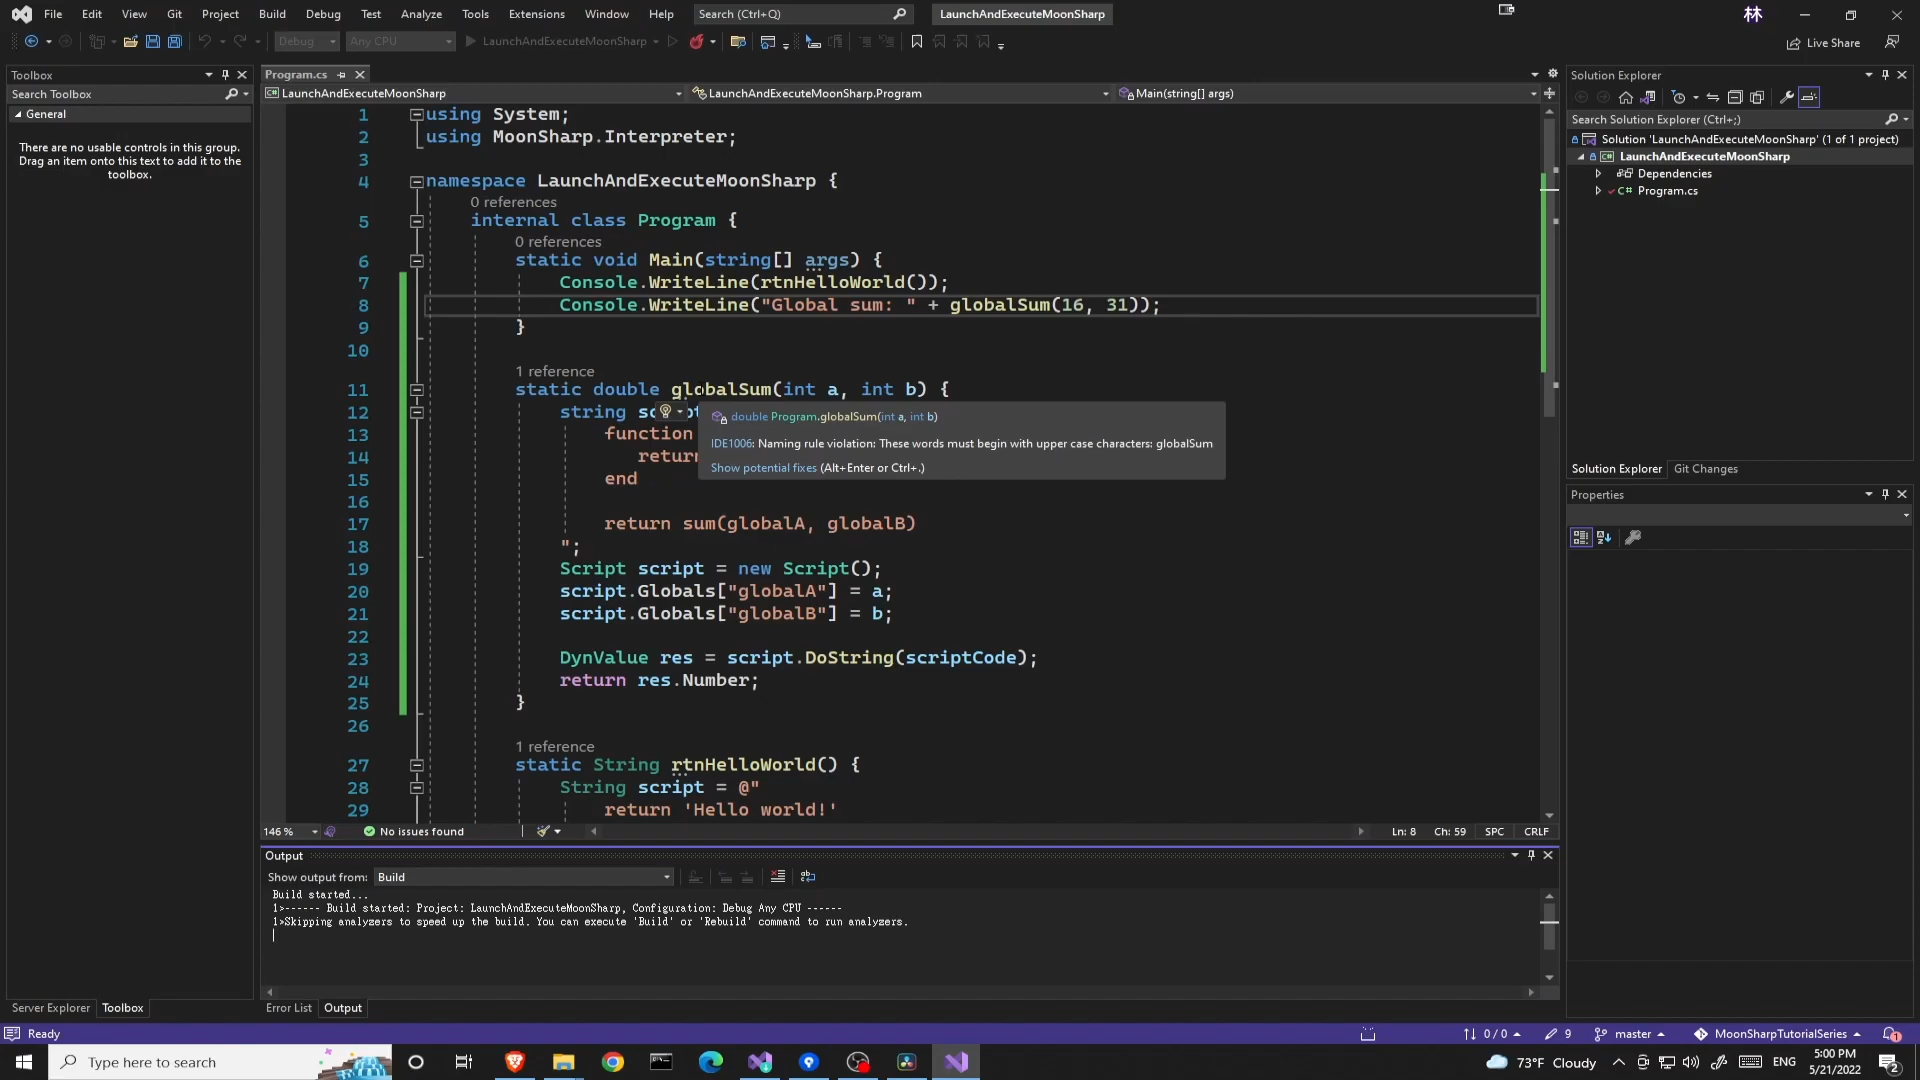 File Edit View Git Project Build Debug Test Analyze Tools Extensions Window Help Search (Ctrl+Q) LaunchAndExecuteMoonSharp 林
Debug Any CPU LaunchAndExecuteMoonSharp Live Share
Toolbox
Search Toolbox
General
There are no usable controls in this group.
Drag an item onto this text to add it to the
toolbox.
Server Explorer Toolbox
Program.cs
LaunchAndExecuteMoonSharp LaunchAndExecuteMoonSharp.Program Main(string[] args)
1 using System;
2 using MoonSharp.Interpreter;
3
4 namespace LaunchAndExecuteMoonSharp {
0 references
5 internal class Program {
0 references
6 static void Main(string[] args) {
7 Console.WriteLine(rtnHelloWorld());
8 Console.WriteLine("Global sum: " + globalSum(16, 31));
9 }
10
1 reference
11 static double globalSum(int a, int b) {
12 string sc
13 function
14 return
15 end
16
17 return sum(globalA, globalB)
18 ";
19 Script script = new Script();
20 script.Globals["globalA"] = a;
21 script.Globals["globalB"] = b;
22
23 DynValue res = script.DoString(scriptCode);
24 return res.Number;
25 }
26
1 reference
27 static String rtnHelloWorld() {
28 String script = @"
29 return 'Hello world!'
double Program.globalSum(int a, int b)
IDE1006: Naming rule violation: These words must begin with upper case characters: globalSum
Show potential fixes (Alt+Enter or Ctrl+.)
146 % No issues found Ln: 8 Ch: 59 SPC CRLF
Output
Show output from: Build
Build started...
1>------ Build started: Project: LaunchAndExecuteMoonSharp, Configuration: Debug Any CPU ------
1>Skipping analyzers to speed up the build. You can execute 'Build' or 'Rebuild' command to run analyzers.
Error List Output
Solution Explorer
Search Solution Explorer (Ctrl+;)
Solution 'LaunchAndExecuteMoonSharp' (1 of 1 project)
LaunchAndExecuteMoonSharp
Dependencies
C# Program.cs
Solution Explorer Git Changes
Properties
Ready 0 / 0 9 master MoonSharpTutorialSeries 1
Type here to search 73°F Cloudy ENG 5:00 PM
5/21/2022 2